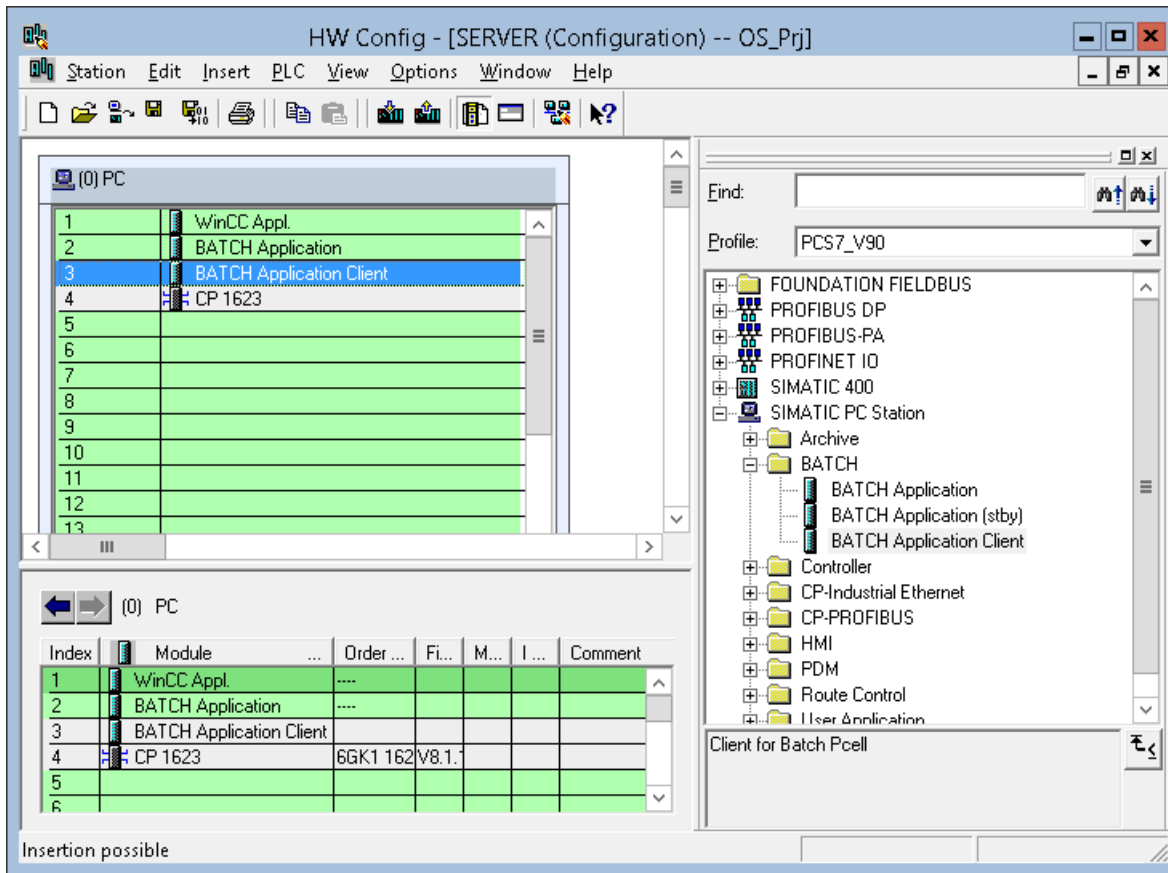 HW Config - [SERVER (Configuration) -- OS_Prj]
Station Edit Insert PLC View Options Window Help
(0) PC
1 WinCC Appl.
2 BATCH Application
3 BATCH Application Client
4 CP 1623
5
6
7
8
9
10
11
12
13
(0) PC
Index Module ... Order ... Fi... M... I ... Comment
1 WinCC Appl. ----
2 BATCH Application ----
3 BATCH Application Client
4 CP 1623 6GK1 162 V8.1.
5
6
Find:
Profile: PCS7_V90
FOUNDATION FIELDBUS
PROFIBUS DP
PROFIBUS-PA
PROFINET IO
SIMATIC 400
SIMATIC PC Station
Archive
BATCH
BATCH Application
BATCH Application (stby)
BATCH Application Client
Controller
CP-Industrial Ethernet
CP-PROFIBUS
HMI
PDM
Route Control
User Application
Client for Batch Pcell
Insertion possible